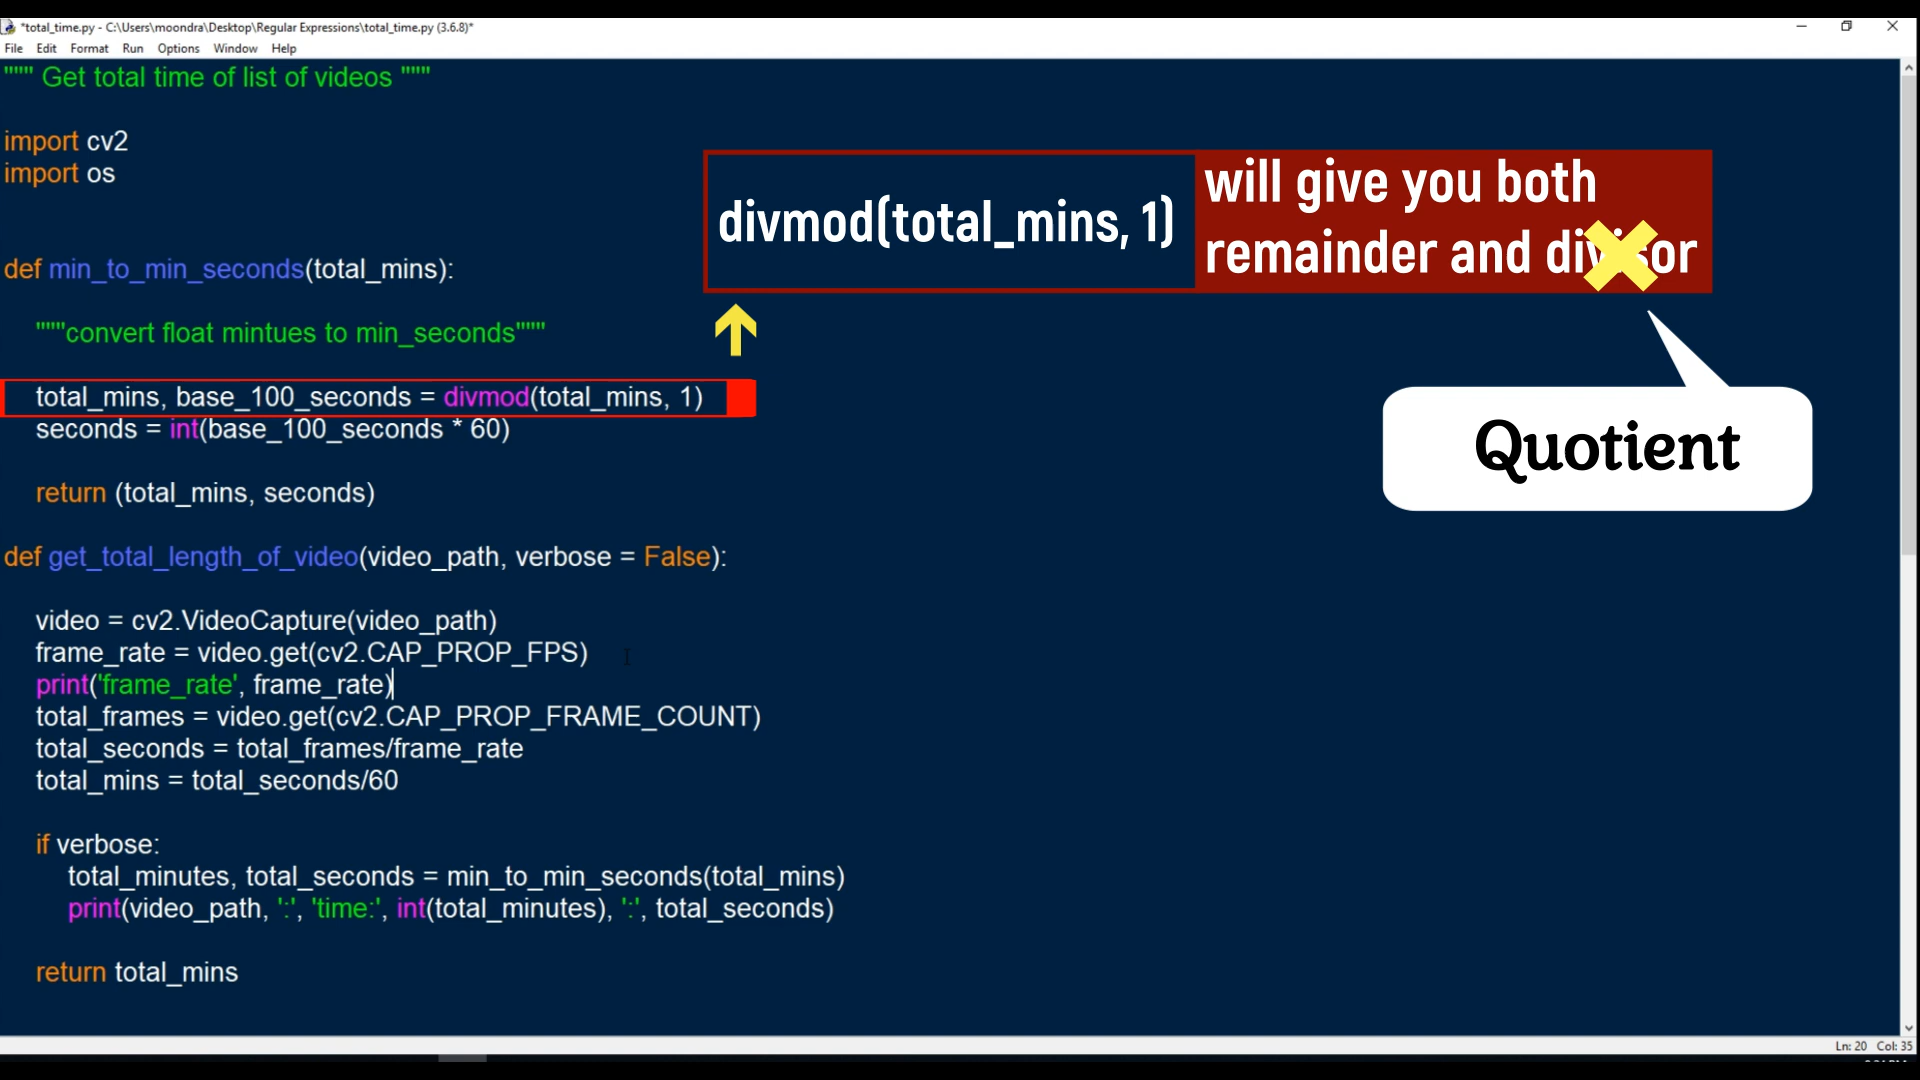 *total_time.py - C:\Users\moondra\Desktop\Regular Expressions\total_time.py (3.6.8)*
File Edit Format Run Options Window Help
""" Get total time of list of videos """
import cv2
import os
def min_to_min_seconds(total_mins):
"""convert float mintues to min_seconds"""
total_mins, base_100_seconds = divmod(total_mins, 1)
seconds = int(base_100_seconds * 60)
return (total_mins, seconds)
def get_total_length_of_video(video_path, verbose = False):
video = cv2.VideoCapture(video_path)
frame_rate = video.get(cv2.CAP_PROP_FPS)
print('frame_rate', frame_rate)
total_frames = video.get(cv2.CAP_PROP_FRAME_COUNT)
total_seconds = total_frames/frame_rate
total_mins = total_seconds/60
if verbose:
total_minutes, total_seconds = min_to_min_seconds(total_mins)
print(video_path, ':', 'time:', int(total_minutes), ':', total_seconds)
return total_mins
divmod(total_mins, 1)
will give you both
remainder and divisor
Quotient
Ln: 20 Col: 35